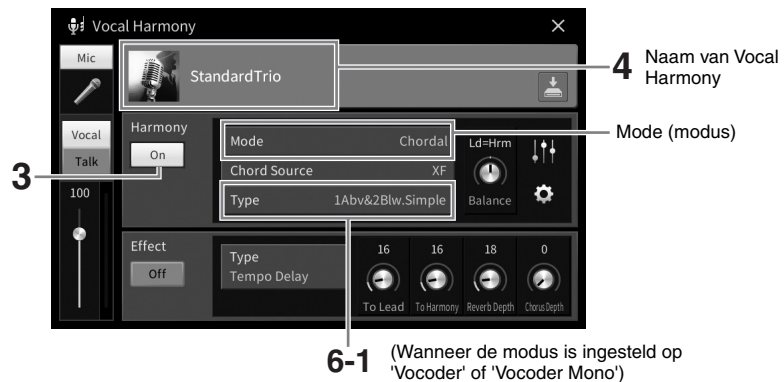 Vocal Harmony
Mic
StandardTrio
4 Naam van Vocal
Harmony
Vocal
Talk
Harmony
On
Mode Chordal
Mode (modus)
Chord Source XF
Type 1Abv&2Blw.Simple
Ld=Hrm
Balance
3
100
Effect
Off
Type
Tempo Delay
16 16 18 0
To Lead To Harmony Reverb Depth Chorus Depth
6-1 (Wanneer de modus is ingesteld op
'Vocoder' of 'Vocoder Mono')